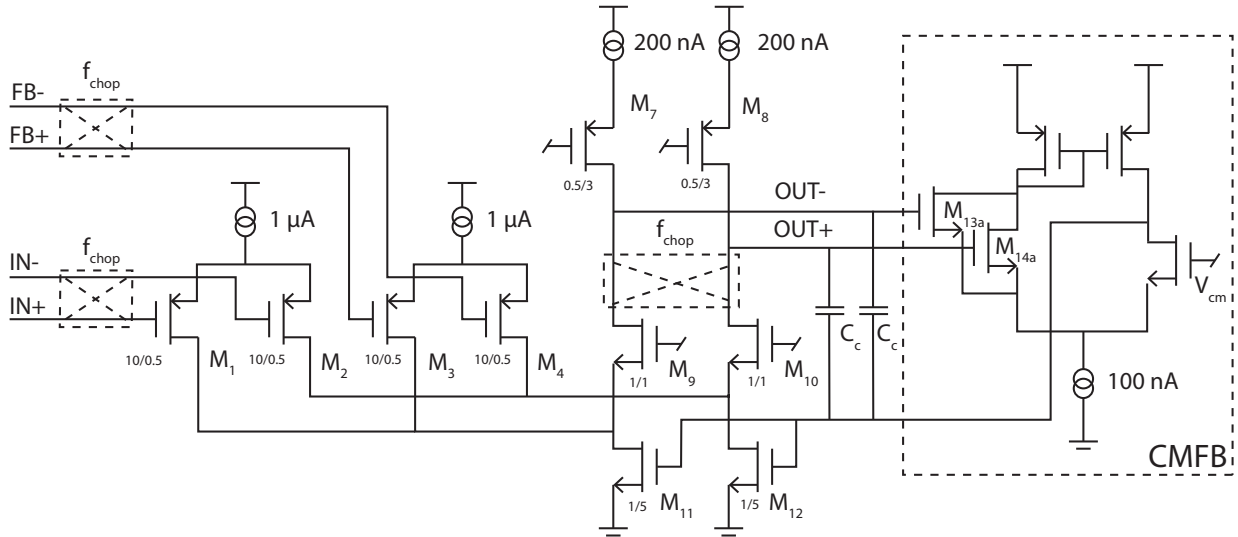 200 nA 200 nA
f_chop
FB-
FB+
M_7 M_8
0.5/3 0.5/3
1 µA 1 µA
OUT-
OUT+
f_chop
f_chop
IN-
IN+
M_13a
M_14a
V_cm
10/0.5 10/0.5 10/0.5 10/0.5
M_1 M_2 M_3 M_4
M_9 M_10
1/1 1/1
C_c C_c
100 nA
CMFB
M_11 M_12
1/5 1/5